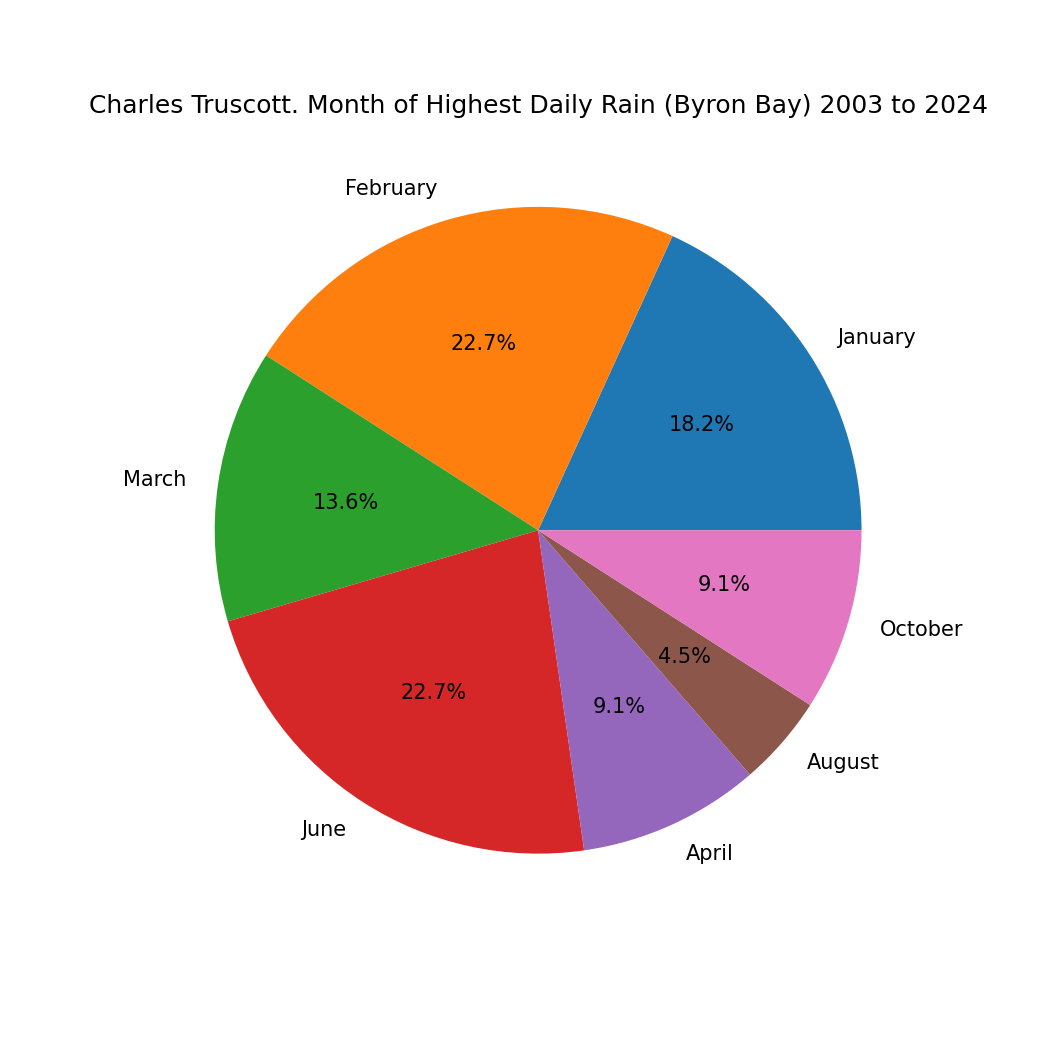 Charles Truscott. Month of Highest Daily Rain (Byron Bay) 2003 to 2024
February
22.7%
January
18.2%
March
13.6%
9.1%
October
4.5%
22.7%
9.1%
August
June
April